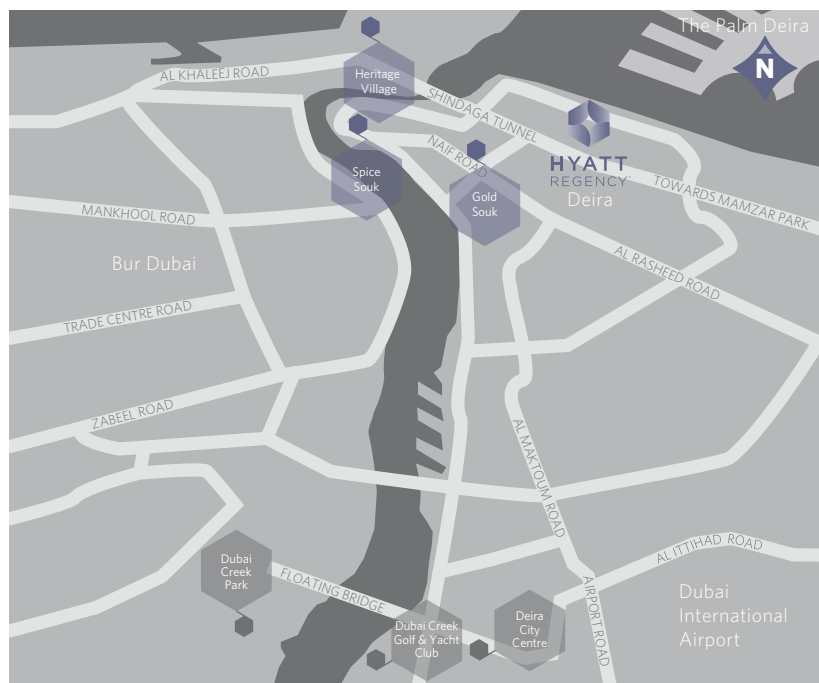 The Palm Deira
N
AL KHALEEJ ROAD
Heritage
Village
SHINDAGA TUNNEL
NAIF ROAD
HYATT
REGENCY™
Deira
Spice
Souk
Gold
Souk
TOWARDS MAMZAR PARK
MANKHOOL ROAD
Bur Dubai
AL RASHEED ROAD
TRADE CENTRE ROAD
ZABEEL ROAD
AL MAKTOUM ROAD
Dubai
Creek
Park
FLOATING BRIDGE
AL ITTIHAD ROAD
AIRPORT ROAD
Dubai
International
Airport
Dubai Creek
Golf & Yacht
Club
Deira
City
Centre